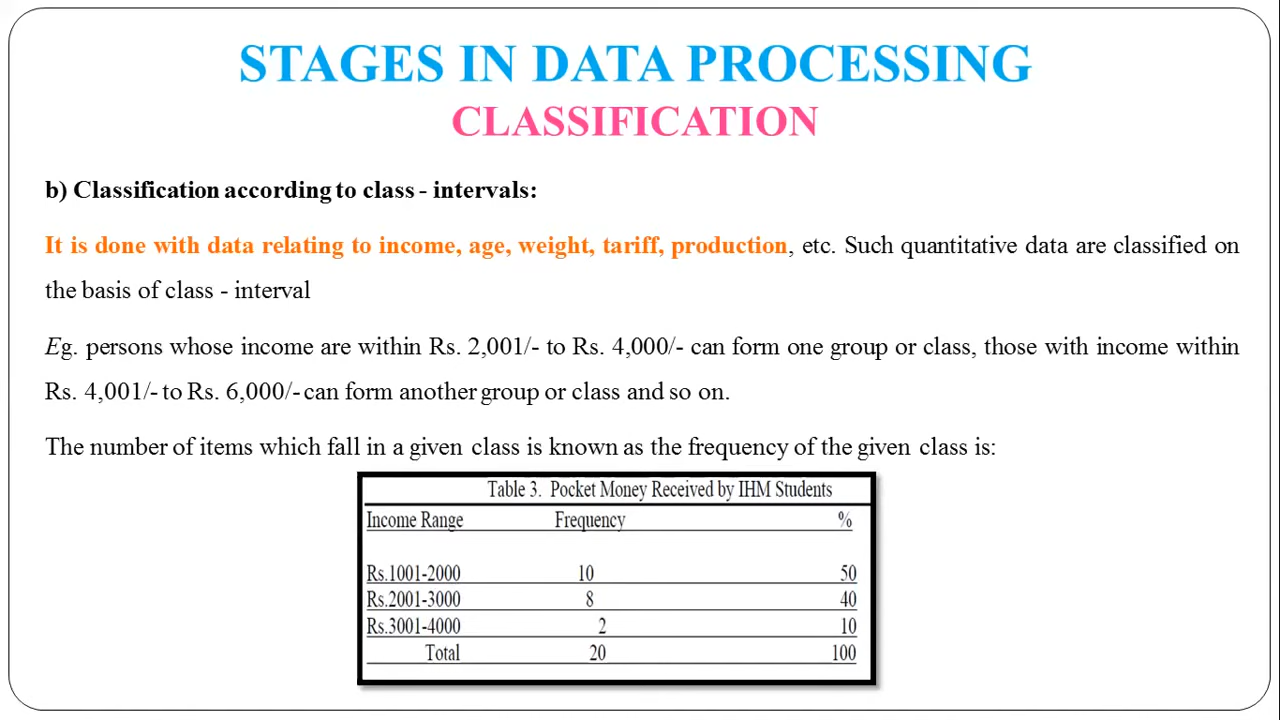 STAGES IN DATA PROCESSING
CLASSIFICATION
b) Classification according to class - intervals:
It is done with data relating to income, age, weight, tariff, production, etc. Such quantitative data are classified on
the basis of class - interval
Eg. persons whose income are within Rs. 2,001/- to Rs. 4,000/- can form one group or class, those with income within
Rs. 4,001/- to Rs. 6,000/- can form another group or class and so on.
The number of items which fall in a given class is known as the frequency of the given class is:
Table 3. Pocket Money Received by IHM Students
Income Range Frequency %
Rs.1001-2000 10 50
Rs.2001-3000 8 40
Rs.3001-4000 2 10
Total 20 100